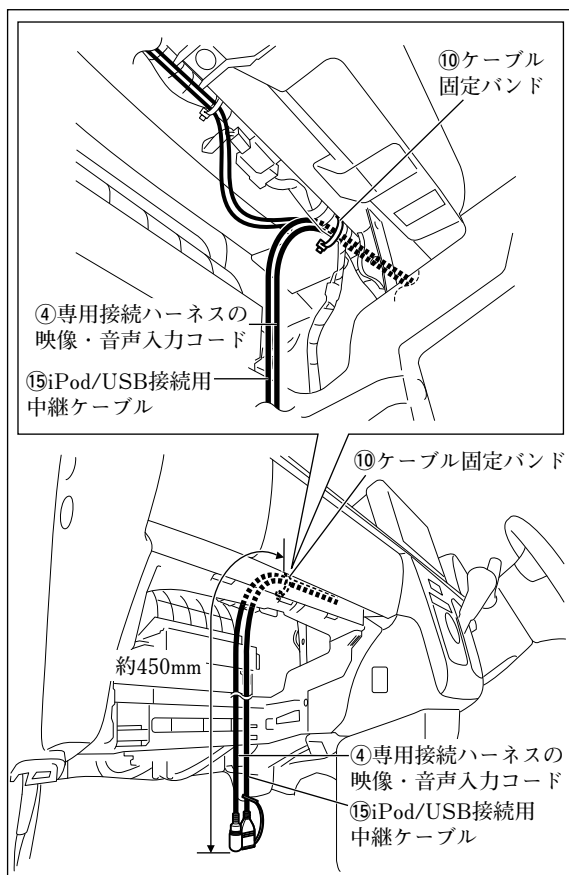 ⑩ケーブル
固定バンド
④専用接続ハーネスの
映像・音声入力コード
⑮iPod/USB接続用
中継ケーブル
⑩ケーブル固定バンド
約450mm
④専用接続ハーネスの
映像・音声入力コード
⑮iPod/USB接続用
中継ケーブル